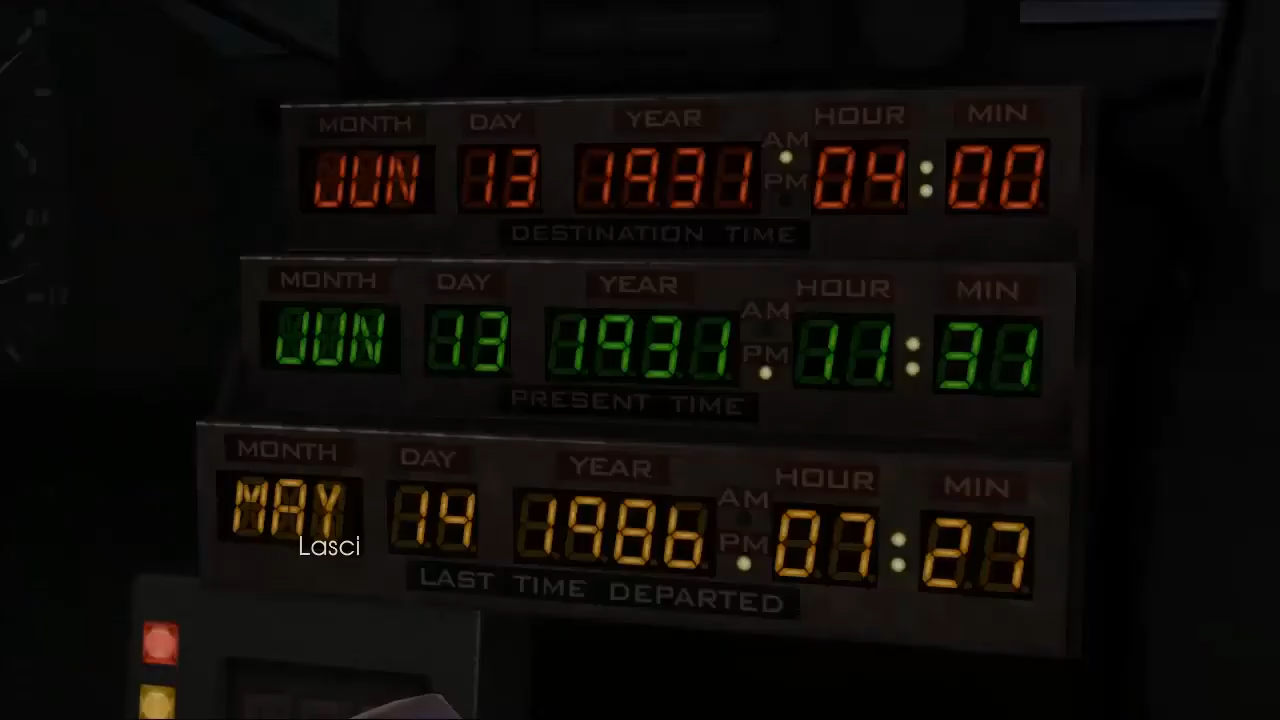 MONTH DAY YEAR AM HOUR MIN
JUN 13 1931 PM 04:00
DESTINATION TIME
MONTH DAY YEAR AM HOUR MIN
JUN 13 1931 PM 11:31
PRESENT TIME
MONTH DAY YEAR AM HOUR MIN
MAY 14 1986 PM 07:27
LAST TIME DEPARTED
Lasci